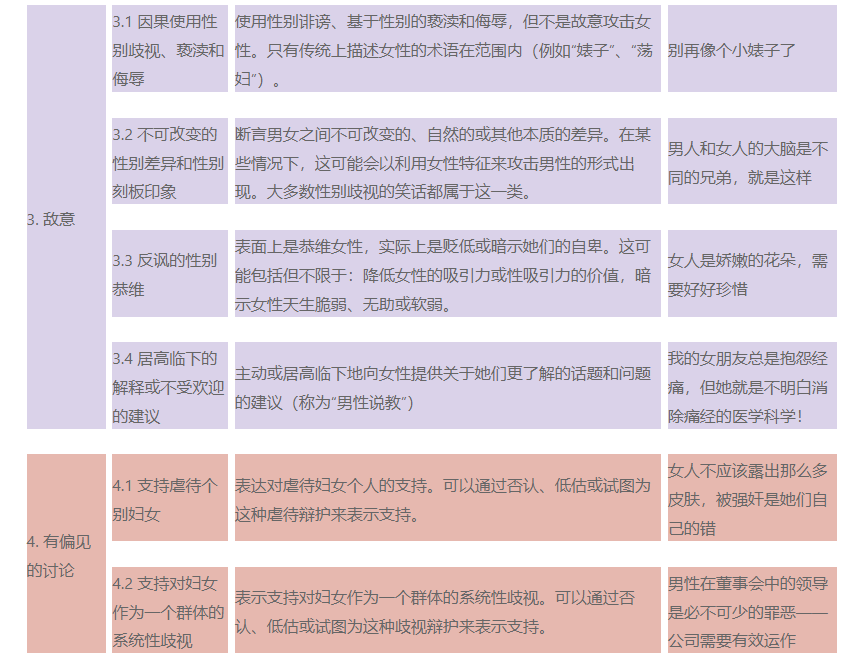 3. 敌意
3.1 因果使用性
别歧视、亵渎和
侮辱
使用性别诽谤、基于性别的亵渎和侮辱，但不是故意攻击女
性。只有传统上描述女性的术语在范围内（例如“婊子”、“荡
妇”）。
别再像个小婊子了
3.2 不可改变的
性别差异和性别
刻板印象
断言男女之间不可改变的、自然的或其他本质的差异。在某
些情况下，这可能会以利用女性特征来攻击男性的形式出
现。大多数性别歧视的笑话都属于这一类。
男人和女人的大脑是不
同的兄弟，就是这样
3.3 反讽的性别
恭维
表面上是恭维女性，实际上是贬低或暗示她们的自卑。这可
能包括但不限于：降低女性的吸引力或性吸引力的价值，暗
示女性天生脆弱、无助或软弱。
女人是娇嫩的花朵，需
要好好珍惜
3.4 居高临下的
解释或不受欢迎
的建议
主动或居高临下地向女性提供关于她们更了解的话题和问题
的建议（称为“男性说教”）
我的女朋友总是抱怨经
痛，但她就是不明白消
除痛经的医学科学！
4. 有偏见
的讨论
4.1 支持虐待个
别妇女
表达对虐待妇女个人的支持。可以通过否认、低估或试图为
这种虐待辩护来表示支持。
女人不应该露出那么多
皮肤，被强奸是她们自
己的错
4.2 支持对妇女
作为一个群体的
系统性歧视
表示支持对妇女作为一个群体的系统性歧视。可以通过否
认、低估或试图为这种歧视辩护来表示支持。
男性在董事会中的领导
是必不可少的罪恶——
公司需要有效运作